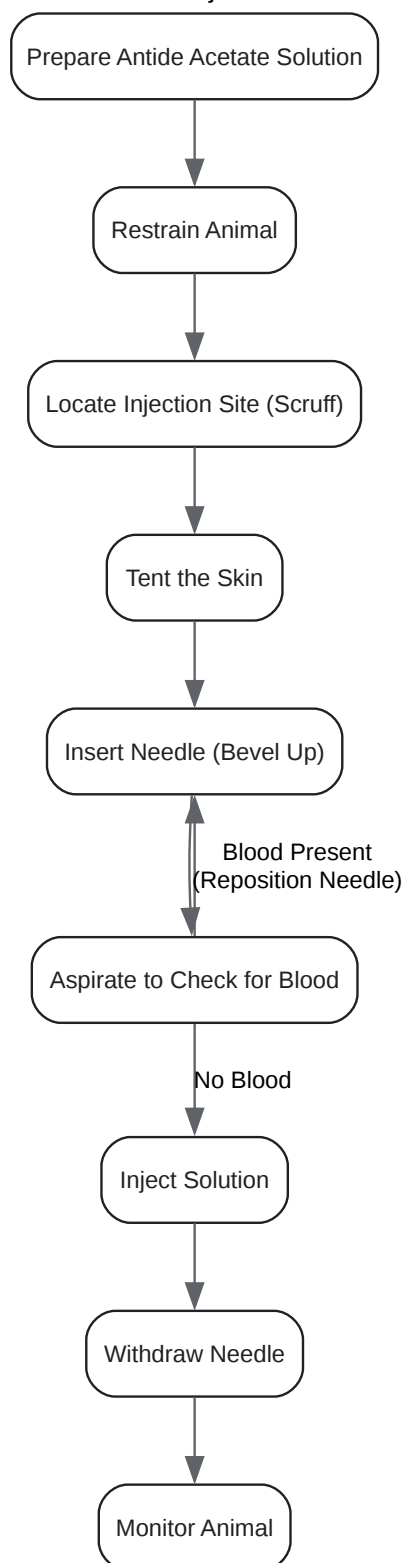 Prepare Antide Acetate Solution
Restrain Animal
Locate Injection Site (Scruff)
Tent the Skin
Insert Needle (Bevel Up)
Blood Present
(Reposition Needle)
Aspirate to Check for Blood
No Blood
Inject Solution
Withdraw Needle
Monitor Animal